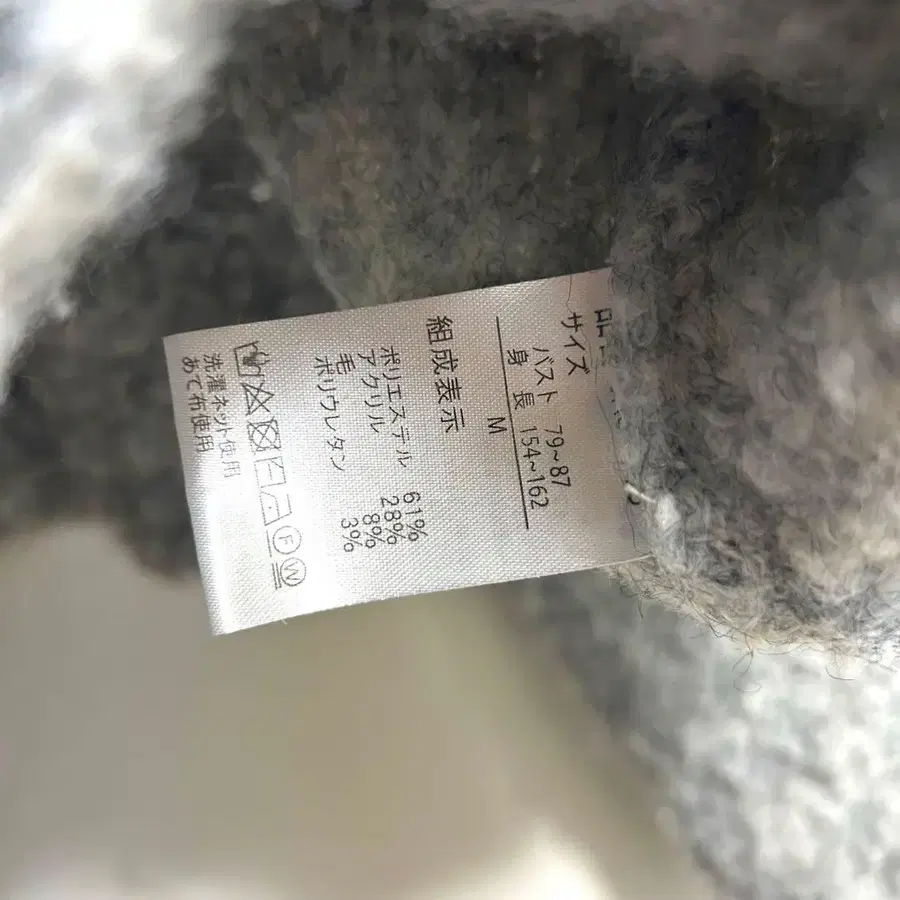 サイズ
バスト 79~87
身長 154~162
M
組成表示
ポリエステル 61%
アクリル 28%
毛 8%
ポリウレタン 3%
F W
洗濯ネット使用
あて布使用